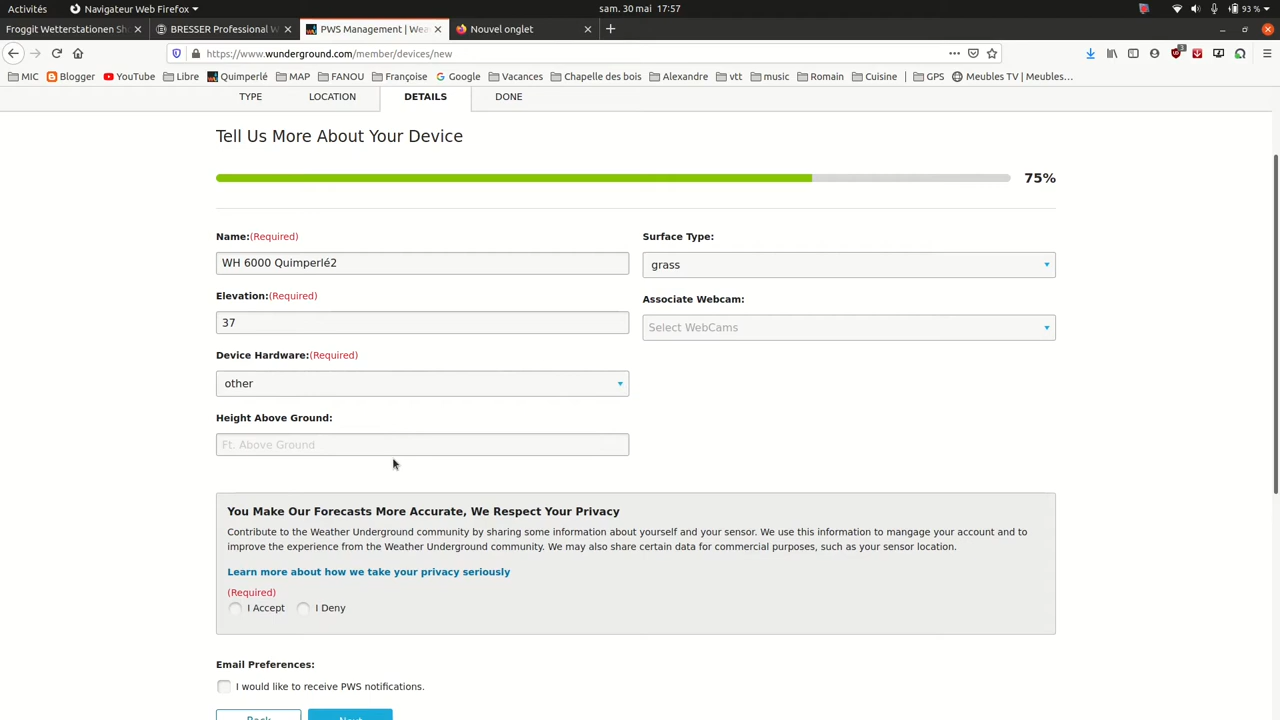 Activités
Navigateur Web Firefox
sam. 30 mai 17:57
93 %
Froggit Wetterstationen Sh
BRESSER Professional W
PWS Management | Wea
Nouvel onglet
https://www.wunderground.com/member/devices/new
MIC
Blogger
YouTube
Libre
Quimperlé
MAP
FANOU
Françoise
Google
Vacances
Chapelle des bois
Alexandre
vtt
music
Romain
Cuisine
GPS
Meubles TV | Meubles…
TYPE
LOCATION
DETAILS
DONE
Tell Us More About Your Device
75%
Name:(Required)
WH 6000 Quimperlé2
Surface Type:
grass
Elevation:(Required)
37
Associate Webcam:
Select WebCams
Device Hardware:(Required)
other
Height Above Ground:
Ft. Above Ground
You Make Our Forecasts More Accurate, We Respect Your Privacy
Contribute to the Weather Underground community by sharing some information about yourself and your sensor. We use this information to mangage your account and to
improve the experience from the Weather Underground community. We may also share certain data for commercial purposes, such as your sensor location.
Learn more about how we take your privacy seriously
(Required)
I Accept
I Deny
Email Preferences:
I would like to receive PWS notifications.
Back
Next